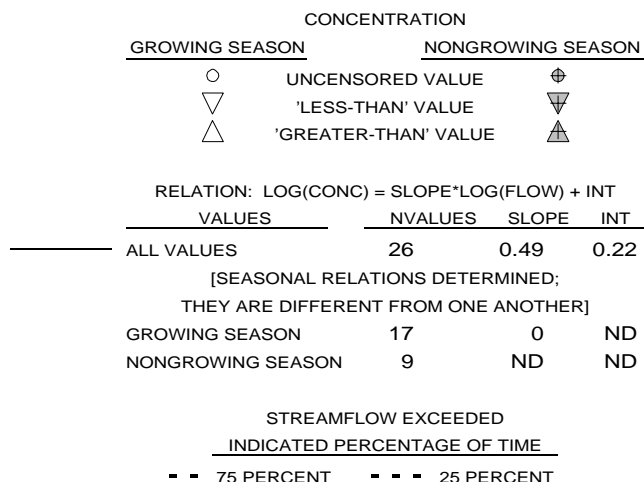 CONCENTRATION
GROWING SEASON NONGROWING SEASON
UNCENSORED VALUE
'LESS-THAN' VALUE
'GREATER-THAN' VALUE
RELATION: LOG(CONC) = SLOPE*LOG(FLOW) + INT
VALUES NVALUES SLOPE INT
ALL VALUES 26 0.49 0.22
[SEASONAL RELATIONS DETERMINED;
THEY ARE DIFFERENT FROM ONE ANOTHER]
GROWING SEASON 17 0 ND
NONGROWING SEASON 9 ND ND
STREAMFLOW EXCEEDED
INDICATED PERCENTAGE OF TIME
75 PERCENT 25 PERCENT